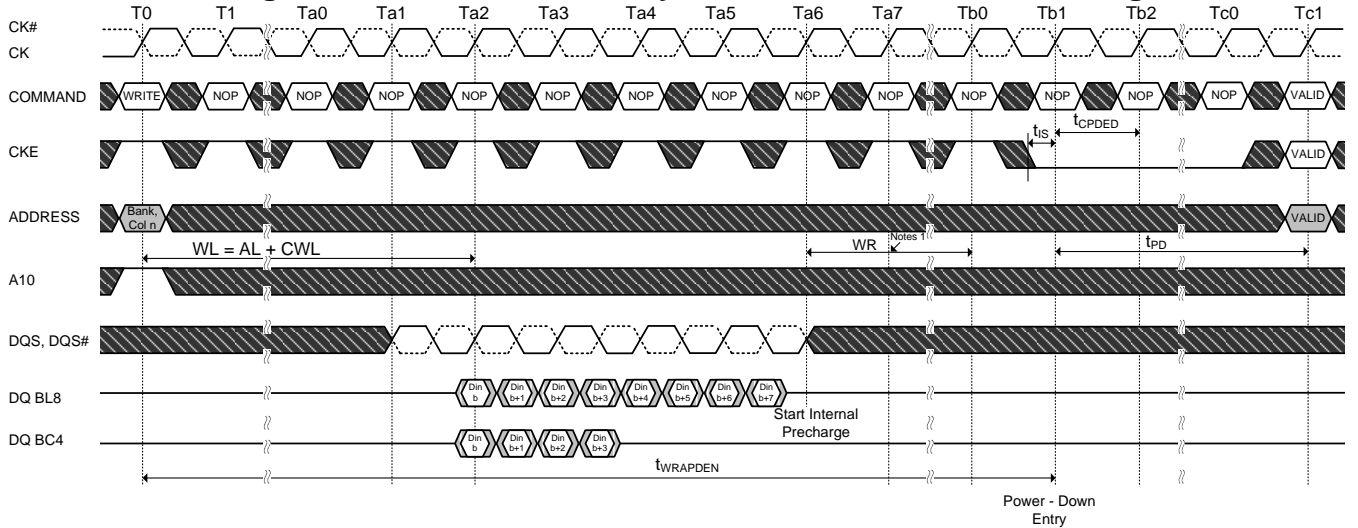 T0 T1 Ta0 Ta1 Ta2 Ta3 Ta4 Ta5 Ta6 Ta7 Tb0 Tb1 Tb2 Tc0 Tc1
CK#
CK
COMMAND WRITE NOP NOP NOP NOP NOP NOP NOP NOP NOP NOP NOP NOP NOP VALID
tIS tCPDED
CKE VALID
ADDRESS Bank, Col n VALID
WL = AL + CWL WR Notes 1 tPD
A10
DQS, DQS#
DQ BL8 Din b Din b+1 Din b+2 Din b+3 Din b+4 Din b+5 Din b+6 Din b+7
Start Internal
Precharge
DQ BC4 Din b Din b+1 Din b+2 Din b+3
tWRAPDEN
Power - Down
Entry